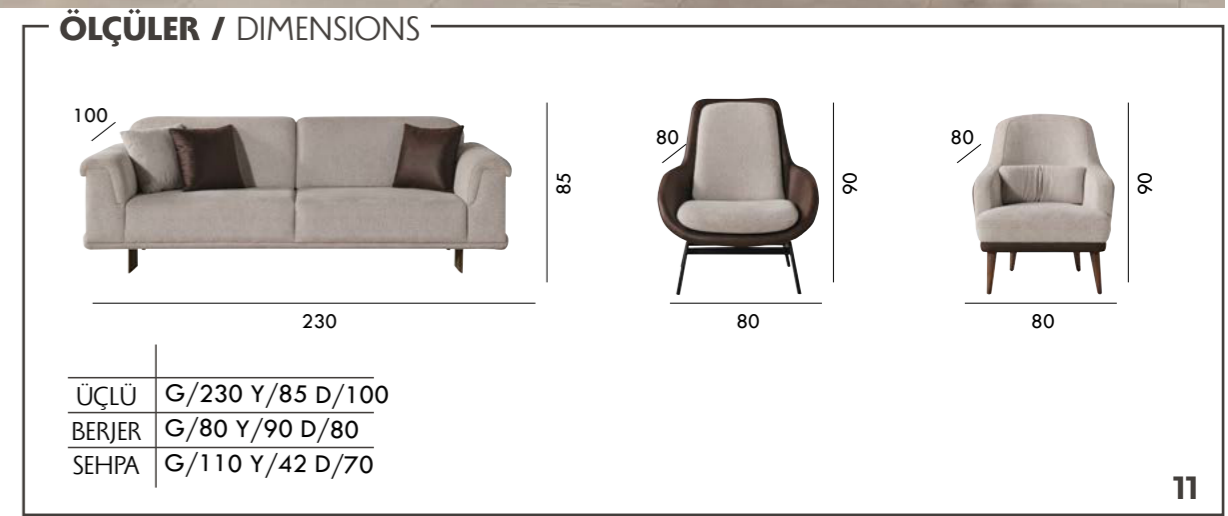 ÖLÇÜLER / DIMENSIONS
100
85
230
80
90
80
80
90
80
ÜÇLÜ G/230 Y/85 D/100
BERJER G/80 Y/90 D/80
SEHPA G/110 Y/42 D/70
11